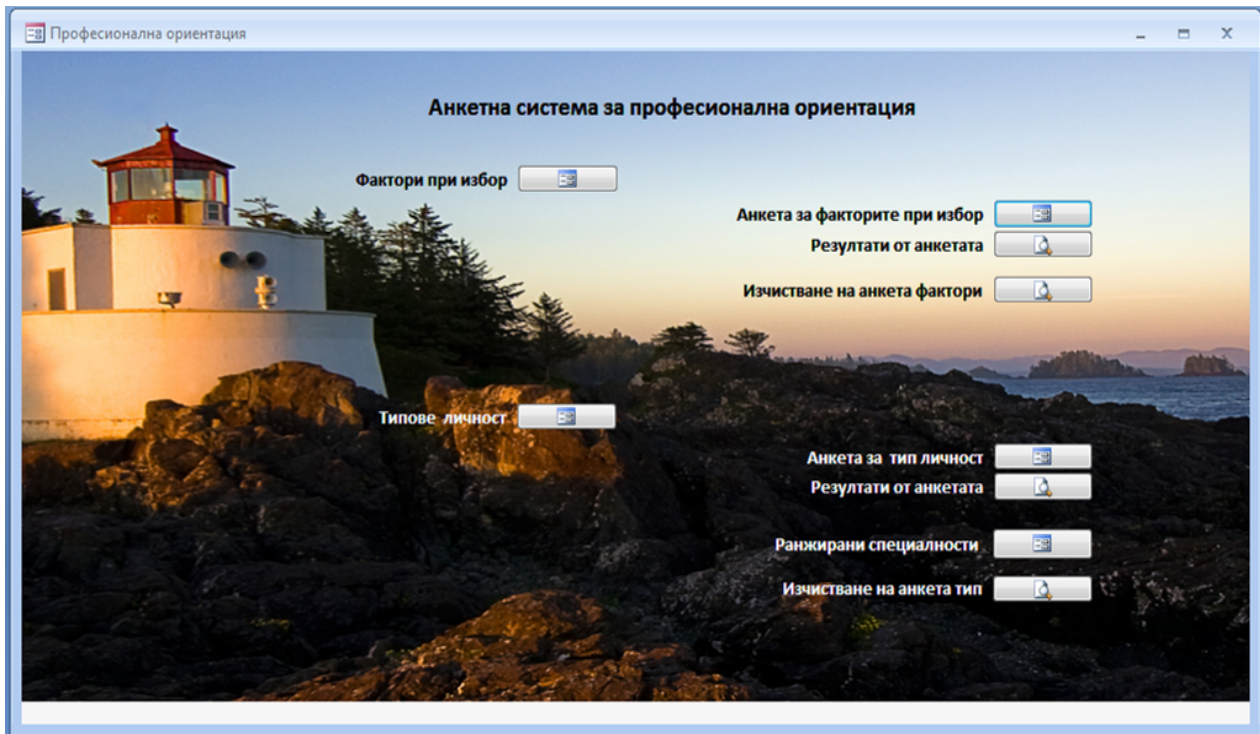 Професионална ориентация
Анкетна система за професионална ориентация
Фактори при избор
Анкета за факторите при избор
Резултати от анкетата
Изчистване на анкета фактори
Типове личност
Анкета за тип личност
Резултати от анкетата
Ранжирани специалности
Изчистване на анкета тип